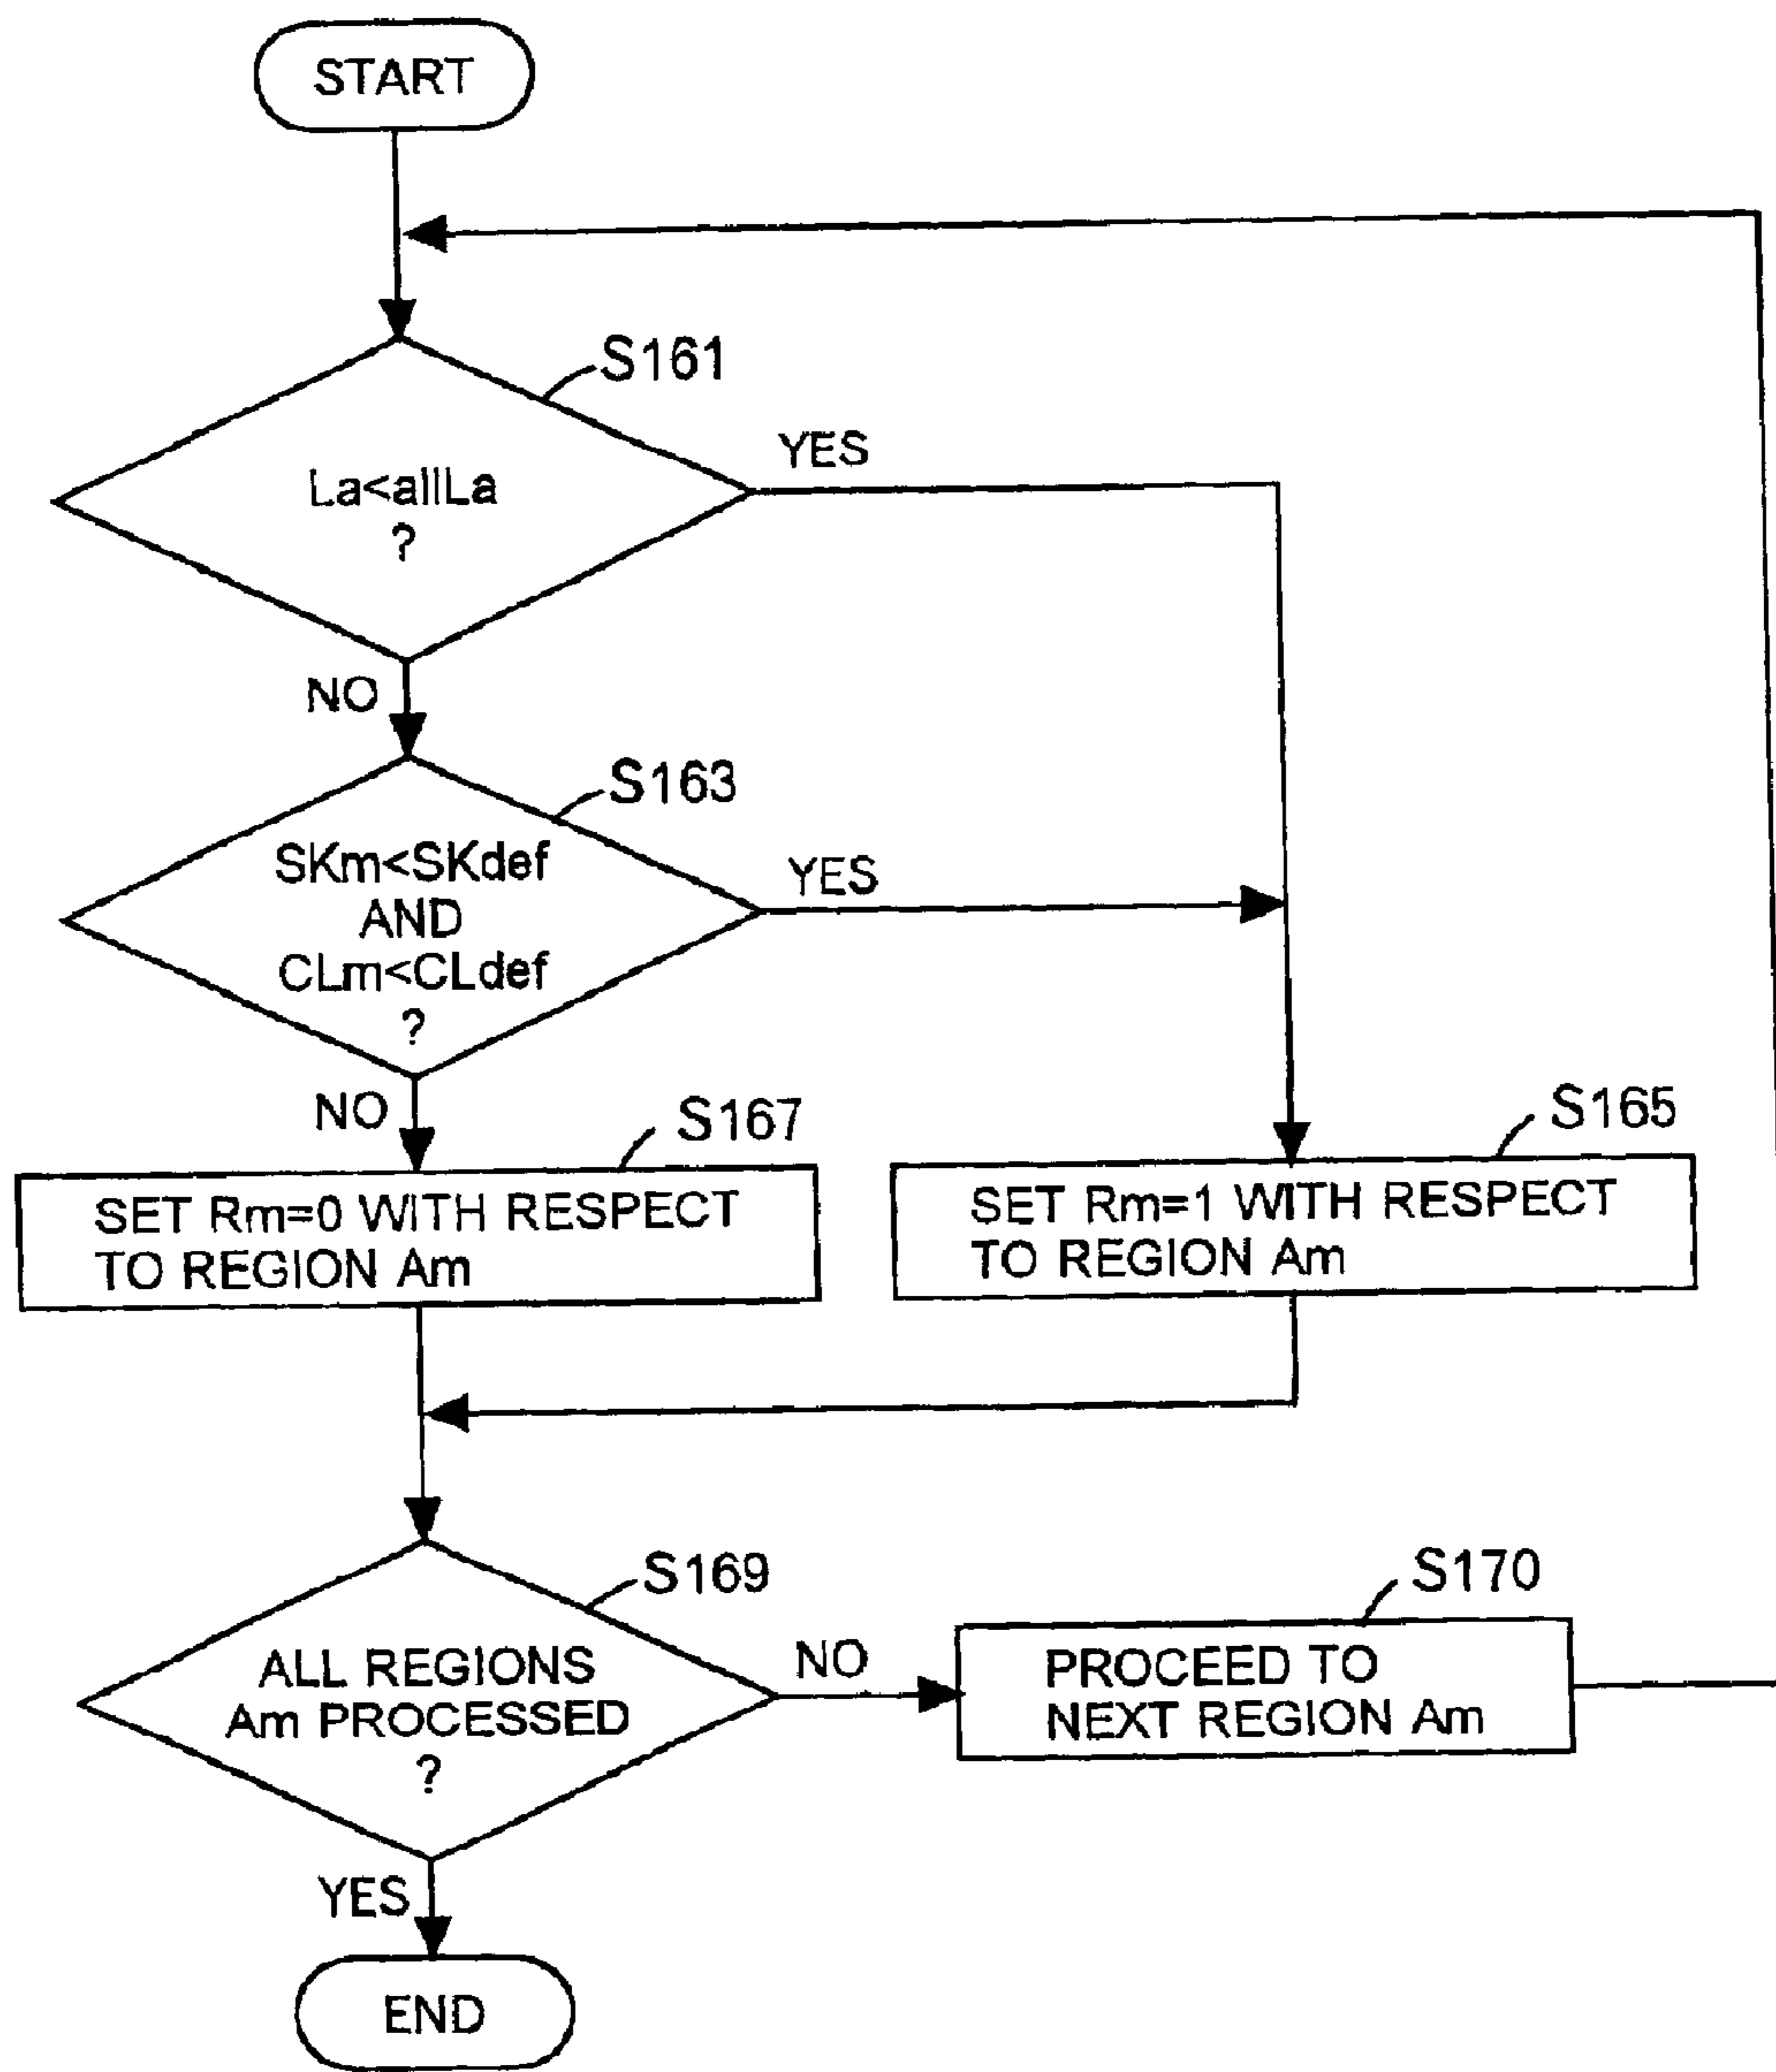 START
S161
La<allLa
?
YES
NO
S163
SKm<SKdef
AND
CLm<CLdef
?
YES
NO
S167
SET Rm=0 WITH RESPECT
TO REGION Am
S165
SET Rm=1 WITH RESPECT
TO REGION Am
S169
ALL REGIONS
Am PROCESSED
?
NO
S170
PROCEED TO
NEXT REGION Am
YES
END